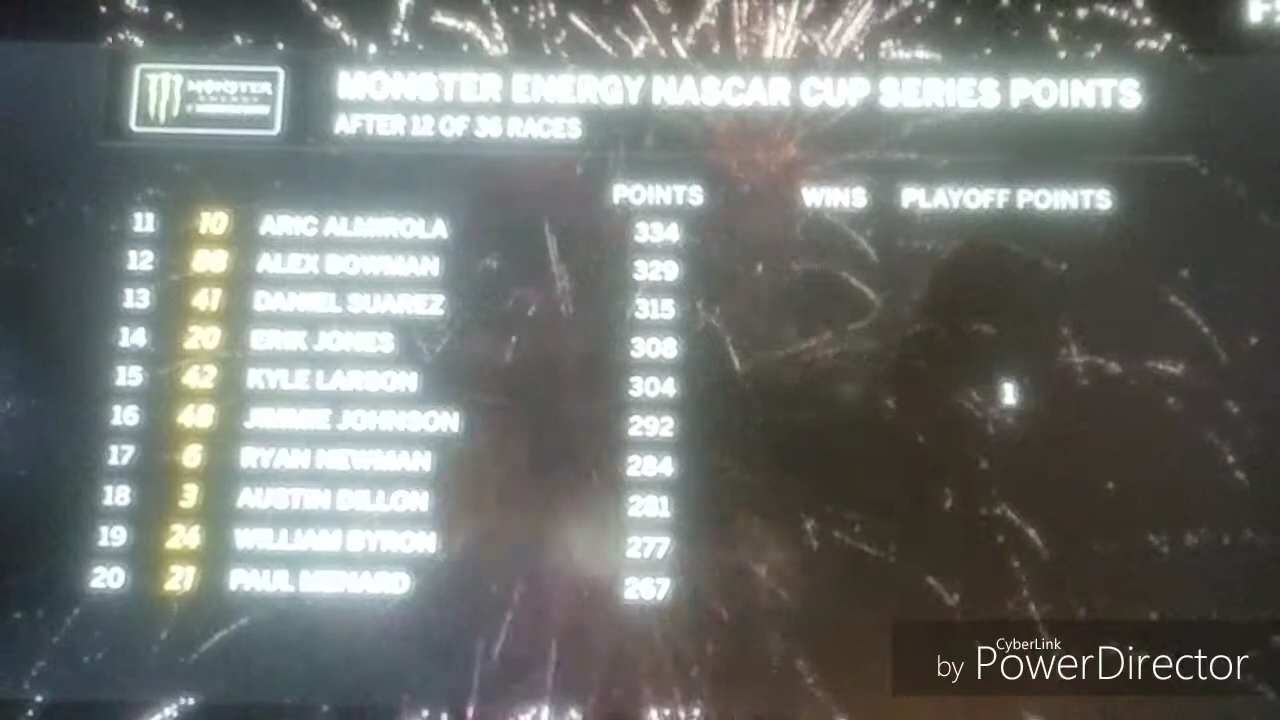 MONSTER ENERGY
MONSTER ENERGY NASCAR CUP SERIES POINTS
AFTER 12 OF 36 RACES
POINTS WINS PLAYOFF POINTS
11 10 ARIC ALMIROLA 334
12 88 ALEX BOWMAN 329
13 41 DANIEL SUAREZ 315
14 20 ERIK JONES 308
15 42 KYLE LARSON 304 1
16 48 JIMMIE JOHNSON 292
17 6 RYAN NEWMAN 284
18 3 AUSTIN DILLON 281
19 24 WILLIAM BYRON 277
20 21 PAUL MENARD 267
CyberLink
by PowerDirector